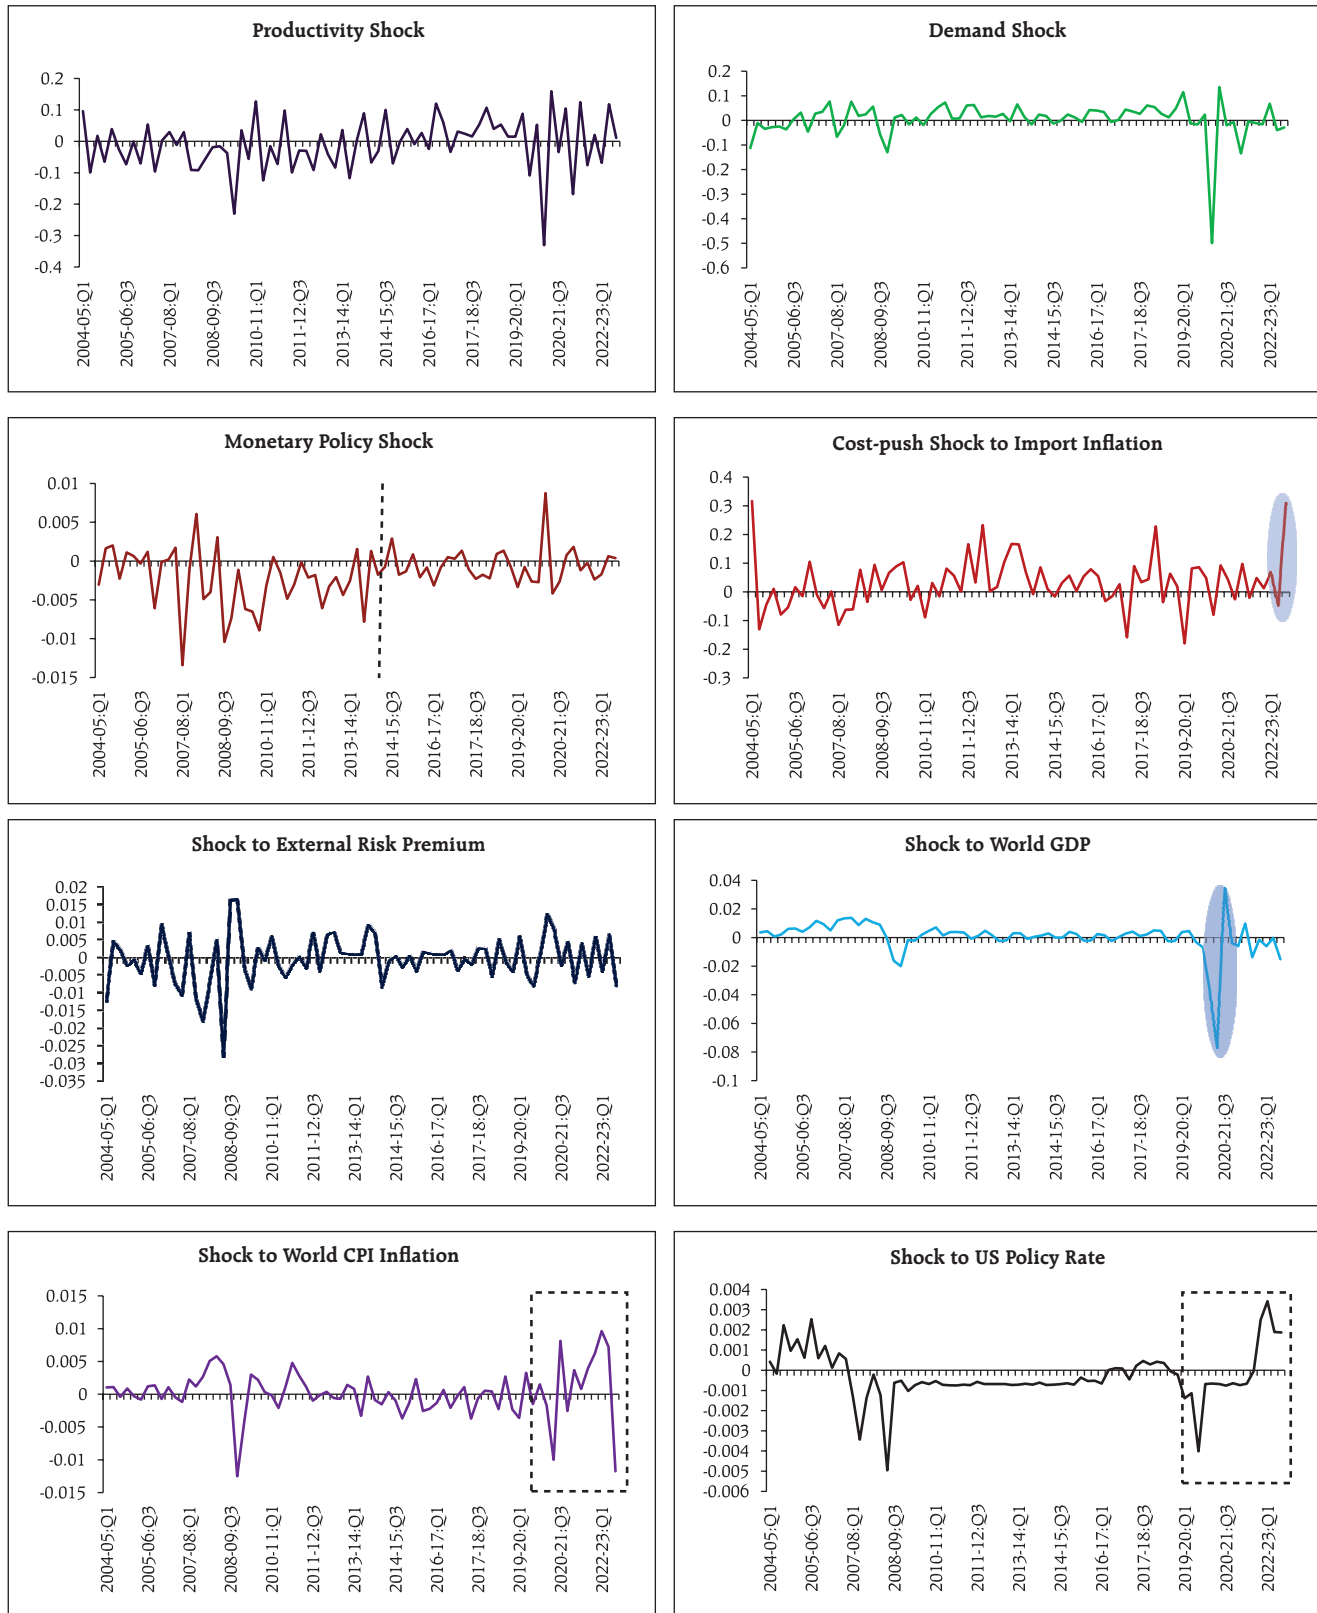 Productivity Shock
0.2
0.1
0
-0.1
-0.2
-0.3
-0.4
2004-05:Q1
2005-06:Q3
2007-08:Q1
2008-09:Q3
2010-11:Q1
2011-12:Q3
2013-14:Q1
2014-15:Q3
2016-17:Q1
2017-18:Q3
2019-20:Q1
2020-21:Q3
2022-23:Q1
Demand Shock
0.2
0.1
0
-0.1
-0.2
-0.3
-0.4
-0.5
-0.6
2004-05:Q1
2005-06:Q3
2007-08:Q1
2008-09:Q3
2010-11:Q1
2011-12:Q3
2013-14:Q1
2014-15:Q3
2016-17:Q1
2017-18:Q3
2019-20:Q1
2020-21:Q3
2022-23:Q1
Monetary Policy Shock
0.01
0.005
0
-0.005
-0.01
-0.015
2004-05:Q1
2005-06:Q3
2007-08:Q1
2008-09:Q3
2010-11:Q1
2011-12:Q3
2013-14:Q1
2014-15:Q3
2016-17:Q1
2017-18:Q3
2019-20:Q1
2020-21:Q3
2022-23:Q1
Cost-push Shock to Import Inflation
0.4
0.3
0.2
0.1
0
-0.1
-0.2
-0.3
2004-05:Q1
2005-06:Q3
2007-08:Q1
2008-09:Q3
2010-11:Q1
2011-12:Q3
2013-14:Q1
2014-15:Q3
2016-17:Q1
2017-18:Q3
2019-20:Q1
2020-21:Q3
2022-23:Q1
Shock to External Risk Premium
0.02
0.015
0.01
0.005
0
-0.005
-0.01
-0.015
-0.02
-0.025
-0.03
-0.035
2004-05:Q1
2005-06:Q3
2007-08:Q1
2008-09:Q3
2010-11:Q1
2011-12:Q3
2013-14:Q1
2014-15:Q3
2016-17:Q1
2017-18:Q3
2019-20:Q1
2020-21:Q3
2022-23:Q1
Shock to World GDP
0.04
0.02
0
-0.02
-0.04
-0.06
-0.08
-0.1
2004-05:Q1
2005-06:Q3
2007-08:Q1
2008-09:Q3
2010-11:Q1
2011-12:Q3
2013-14:Q1
2014-15:Q3
2016-17:Q1
2017-18:Q3
2019-20:Q1
2020-21:Q3
2022-23:Q1
Shock to World CPI Inflation
0.015
0.01
0.005
0
-0.005
-0.01
-0.015
2004-05:Q1
2005-06:Q3
2007-08:Q1
2008-09:Q3
2010-11:Q1
2011-12:Q3
2013-14:Q1
2014-15:Q3
2016-17:Q1
2017-18:Q3
2019-20:Q1
2020-21:Q3
2022-23:Q1
Shock to US Policy Rate
0.004
0.003
0.002
0.001
0
-0.001
-0.002
-0.003
-0.004
-0.005
-0.006
2004-05:Q1
2005-06:Q3
2007-08:Q1
2008-09:Q3
2010-11:Q1
2011-12:Q3
2013-14:Q1
2014-15:Q3
2016-17:Q1
2017-18:Q3
2019-20:Q1
2020-21:Q3
2022-23:Q1